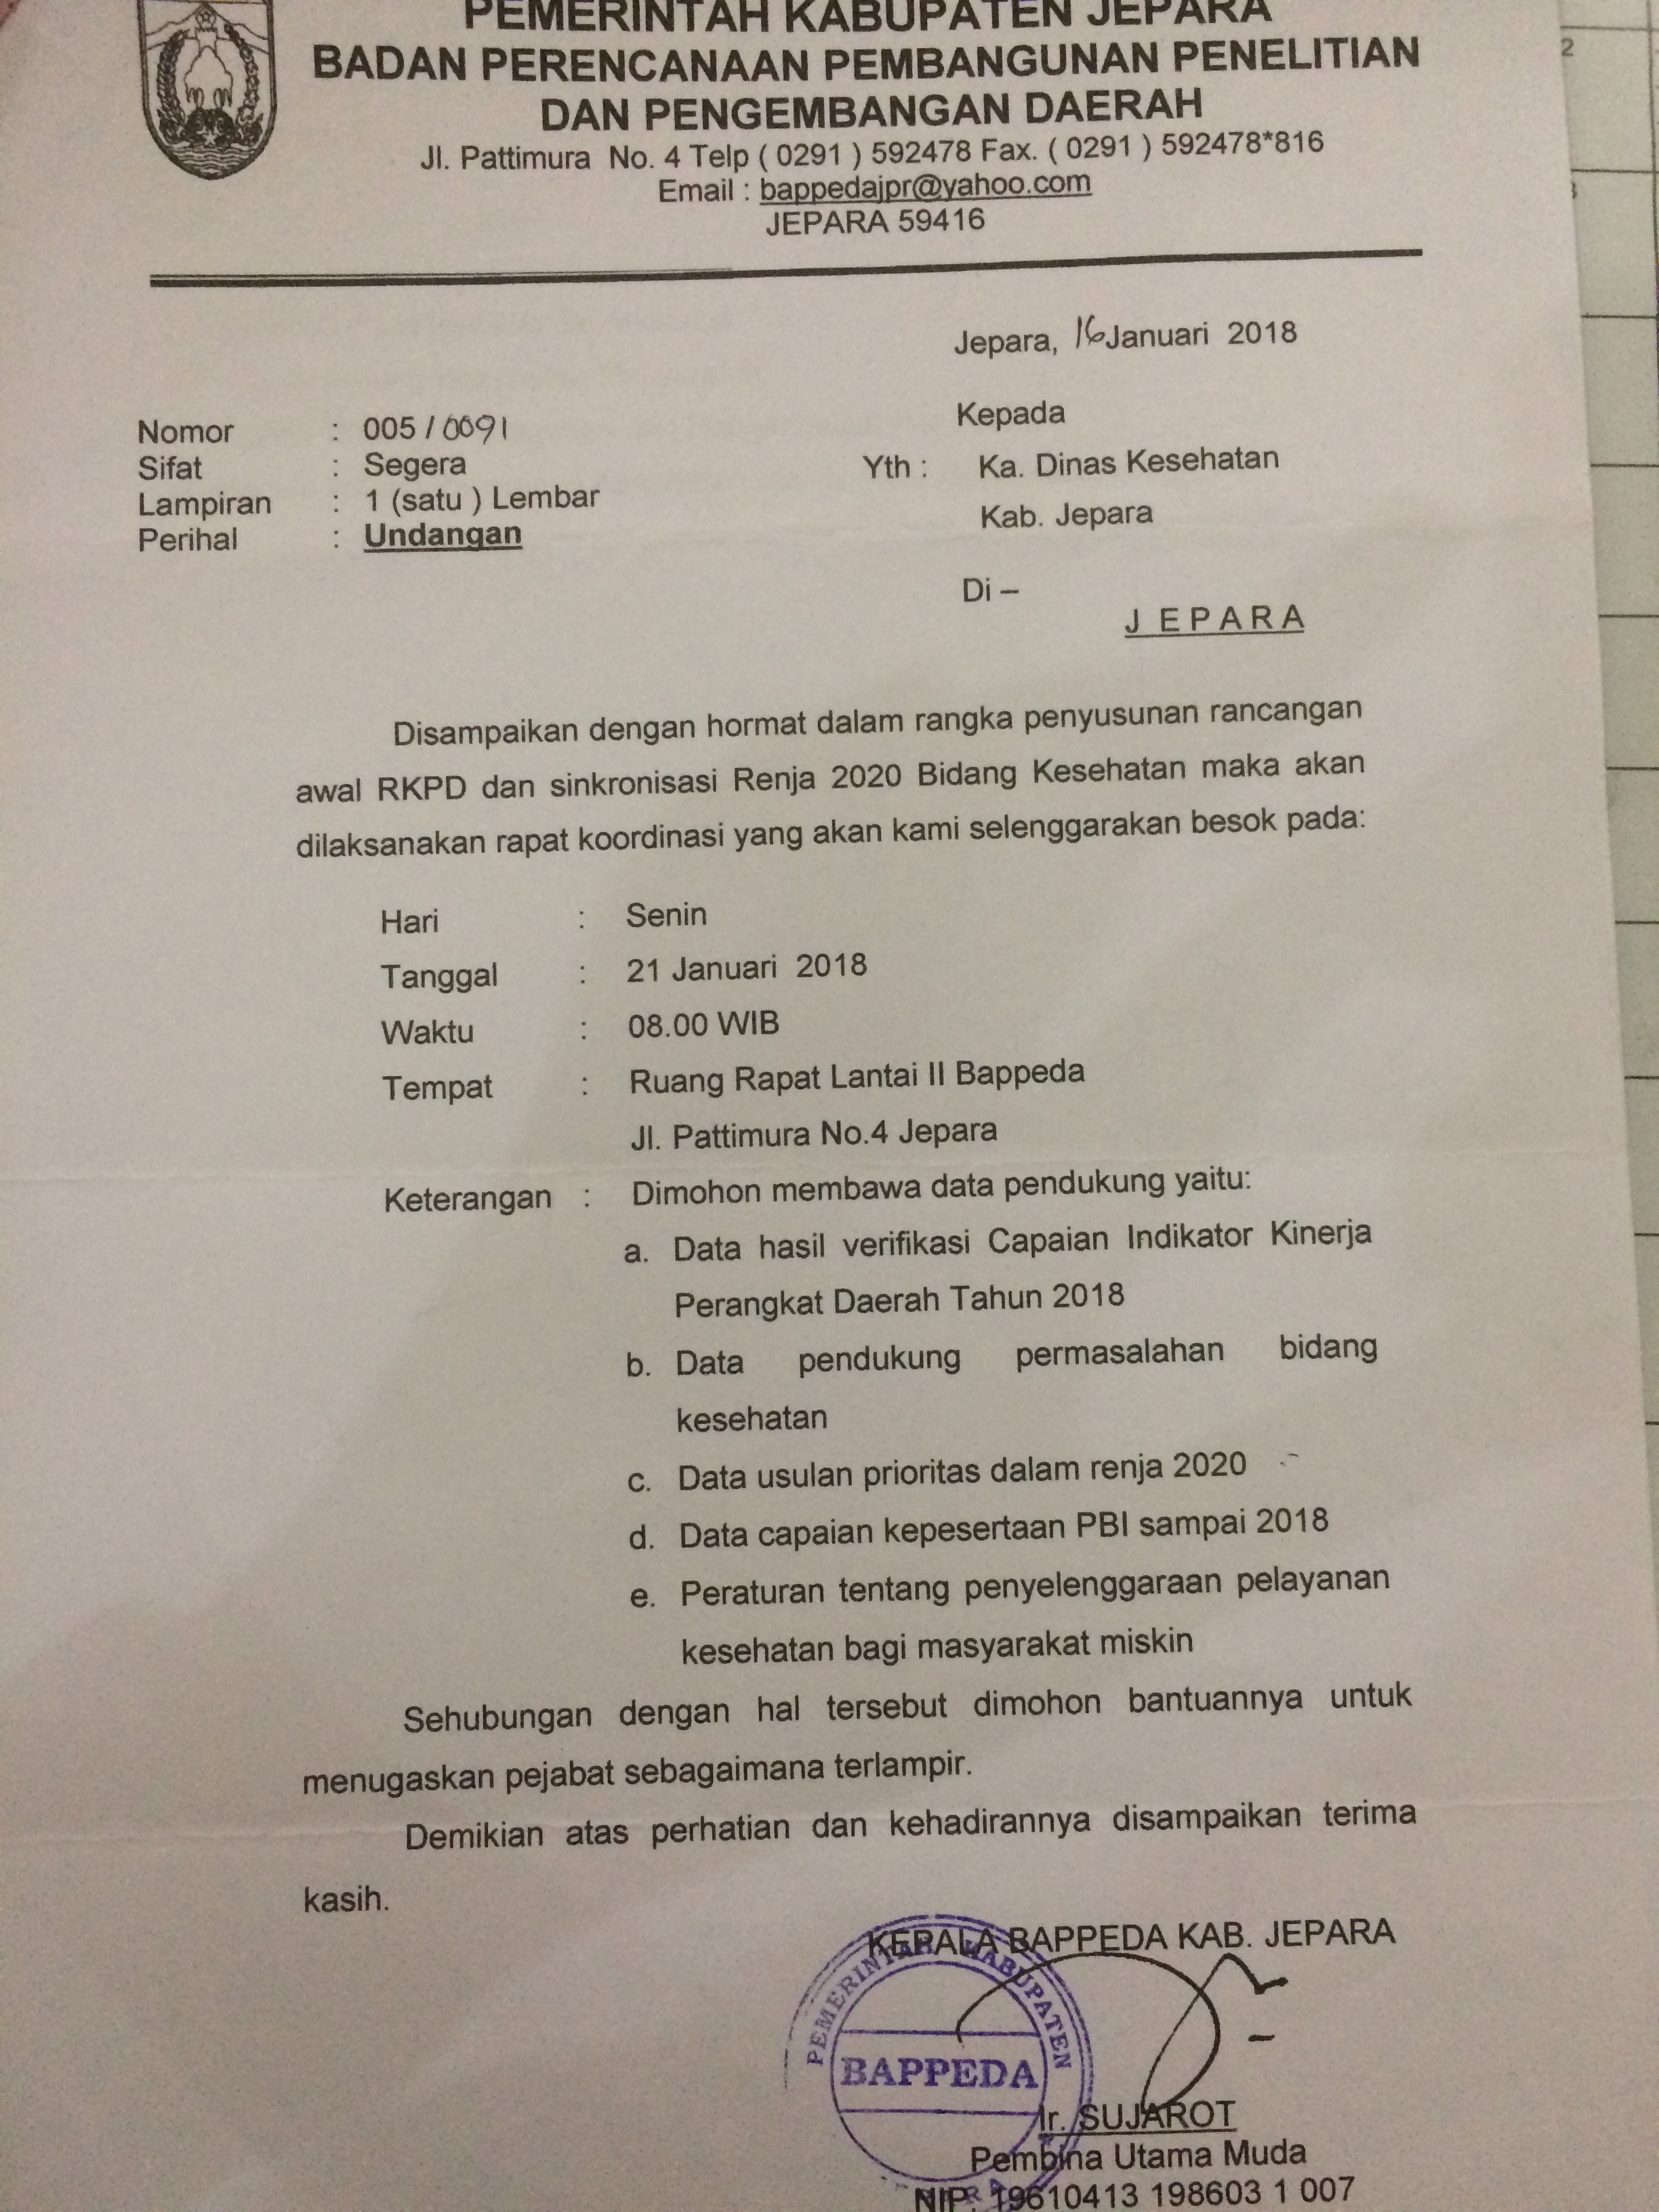 PEMERINTAH KABUPATEN JEPARA
BADAN PERENCANAAN PEMBANGUNAN PENELITIAN
DAN PENGEMBANGAN DAERAH
Jl. Pattimura No. 4 Telp ( 0291 ) 592478 Fax. ( 0291 ) 592478*816
Email : bappedajpr@yahoo.com
JEPARA 59416
Jepara, 16 Januari 2018
Nomor : 005 / 0091
Sifat : Segera
Lampiran : 1 (satu ) Lembar
Perihal : Undangan
Kepada
Yth : Ka. Dinas Kesehatan
Kab. Jepara
Di –
J E P A R A
Disampaikan dengan hormat dalam rangka penyusunan rancangan
awal RKPD dan sinkronisasi Renja 2020 Bidang Kesehatan maka akan
dilaksanakan rapat koordinasi yang akan kami selenggarakan besok pada:
Hari : Senin
Tanggal : 21 Januari 2018
Waktu : 08.00 WIB
Tempat : Ruang Rapat Lantai II Bappeda
Jl. Pattimura No.4 Jepara
Keterangan : Dimohon membawa data pendukung yaitu:
a. Data hasil verifikasi Capaian Indikator Kinerja
Perangkat Daerah Tahun 2018
b. Data pendukung permasalahan bidang
kesehatan
c. Data usulan prioritas dalam renja 2020
d. Data capaian kepesertaan PBI sampai 2018
e. Peraturan tentang penyelenggaraan pelayanan
kesehatan bagi masyarakat miskin
Sehubungan dengan hal tersebut dimohon bantuannya untuk
menugaskan pejabat sebagaimana terlampir.
Demikian atas perhatian dan kehadirannya disampaikan terima
kasih.
KEPALA BAPPEDA KAB. JEPARA
PEMERINTAH KABUPATEN
BAPPEDA
Ir. SUJAROT
Pembina Utama Muda
NIP. 19610413 198603 1 007
2